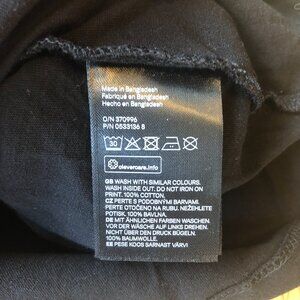 Made in Bangladesh
Fabriqué en Bangladesh
Hecho en Bangladesh
O/N 370996
P/N 0533136 8
30
clevercare.info
GB WASH WITH SIMILAR COLOURS.
WASH INSIDE OUT. DO NOT IRON ON
PRINT. 100% COTTON.
CZ PERTE S PODOBNÝMI BARVAMI.
PERTE OTOČENO NA RUBU. NEŽEHLETE
POTISK. 100% BAVLNA.
DE MIT ÄHNLICHEN FARBEN WASCHEN.
VOR DER WÄSCHE AUF LINKS DREHEN.
NICHT ÜBER DEN DRUCK BÜGELN.
100% BAUMWOLLE.
EE PESE KOOS SARNAST VÄRVI